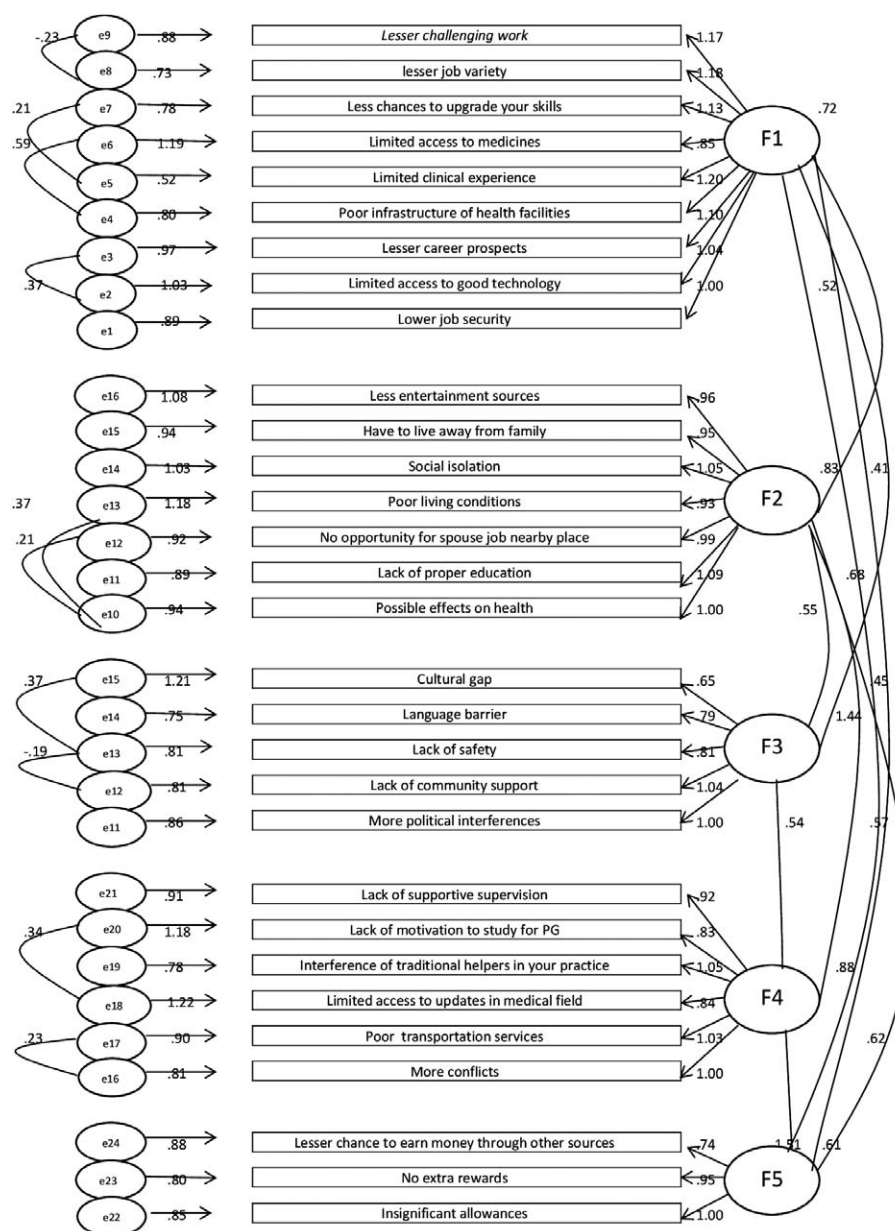 e9 .88 Lesser challenging work 1.17
-.23
e8 .73 lesser job variety 1.18
.21 e7 .78 Less chances to upgrade your skills 1.13 .72
.59 e6 1.19 Limited access to medicines .85 F1
e5 .52 Limited clinical experience 1.20
e4 .80 Poor infrastructure of health facilities 1.10
e3 .97 Lesser career prospects 1.04
.37 e2 1.03 Limited access to good technology 1.00 .52
e1 .89 Lower job security
e16 1.08 Less entertainment sources .96
e15 .94 Have to live away from family .95
e14 1.03 Social isolation 1.05 .83 .41
.37 e13 1.18 Poor living conditions .93 F2
.21 e12 .92 No opportunity for spouse job nearby place .99
e11 .89 Lack of proper education 1.09 .68
e10 .94 Possible effects on health 1.00 .55
.37 e15 1.21 Cultural gap .65 .45
e14 .75 Language barrier .79 1.44
-.19 e13 .81 Lack of safety .81 F3
e12 .81 Lack of community support 1.04
e11 .86 More political interferences 1.00 .54 .57
e21 .91 Lack of supportive supervision .92
.34 e20 1.18 Lack of motivation to study for PG .83
e19 .78 Interference of traditional helpers in your practice 1.05 .88
e18 1.22 Limited access to updates in medical field .84 F4
.23 e17 .90 Poor transportation services 1.03 .62
e16 .81 More conflicts 1.00
e24 .88 Lesser chance to earn money through other sources .74 1.51 .61
e23 .80 No extra rewards .95 F5
e22 .85 Insignificant allowances 1.00